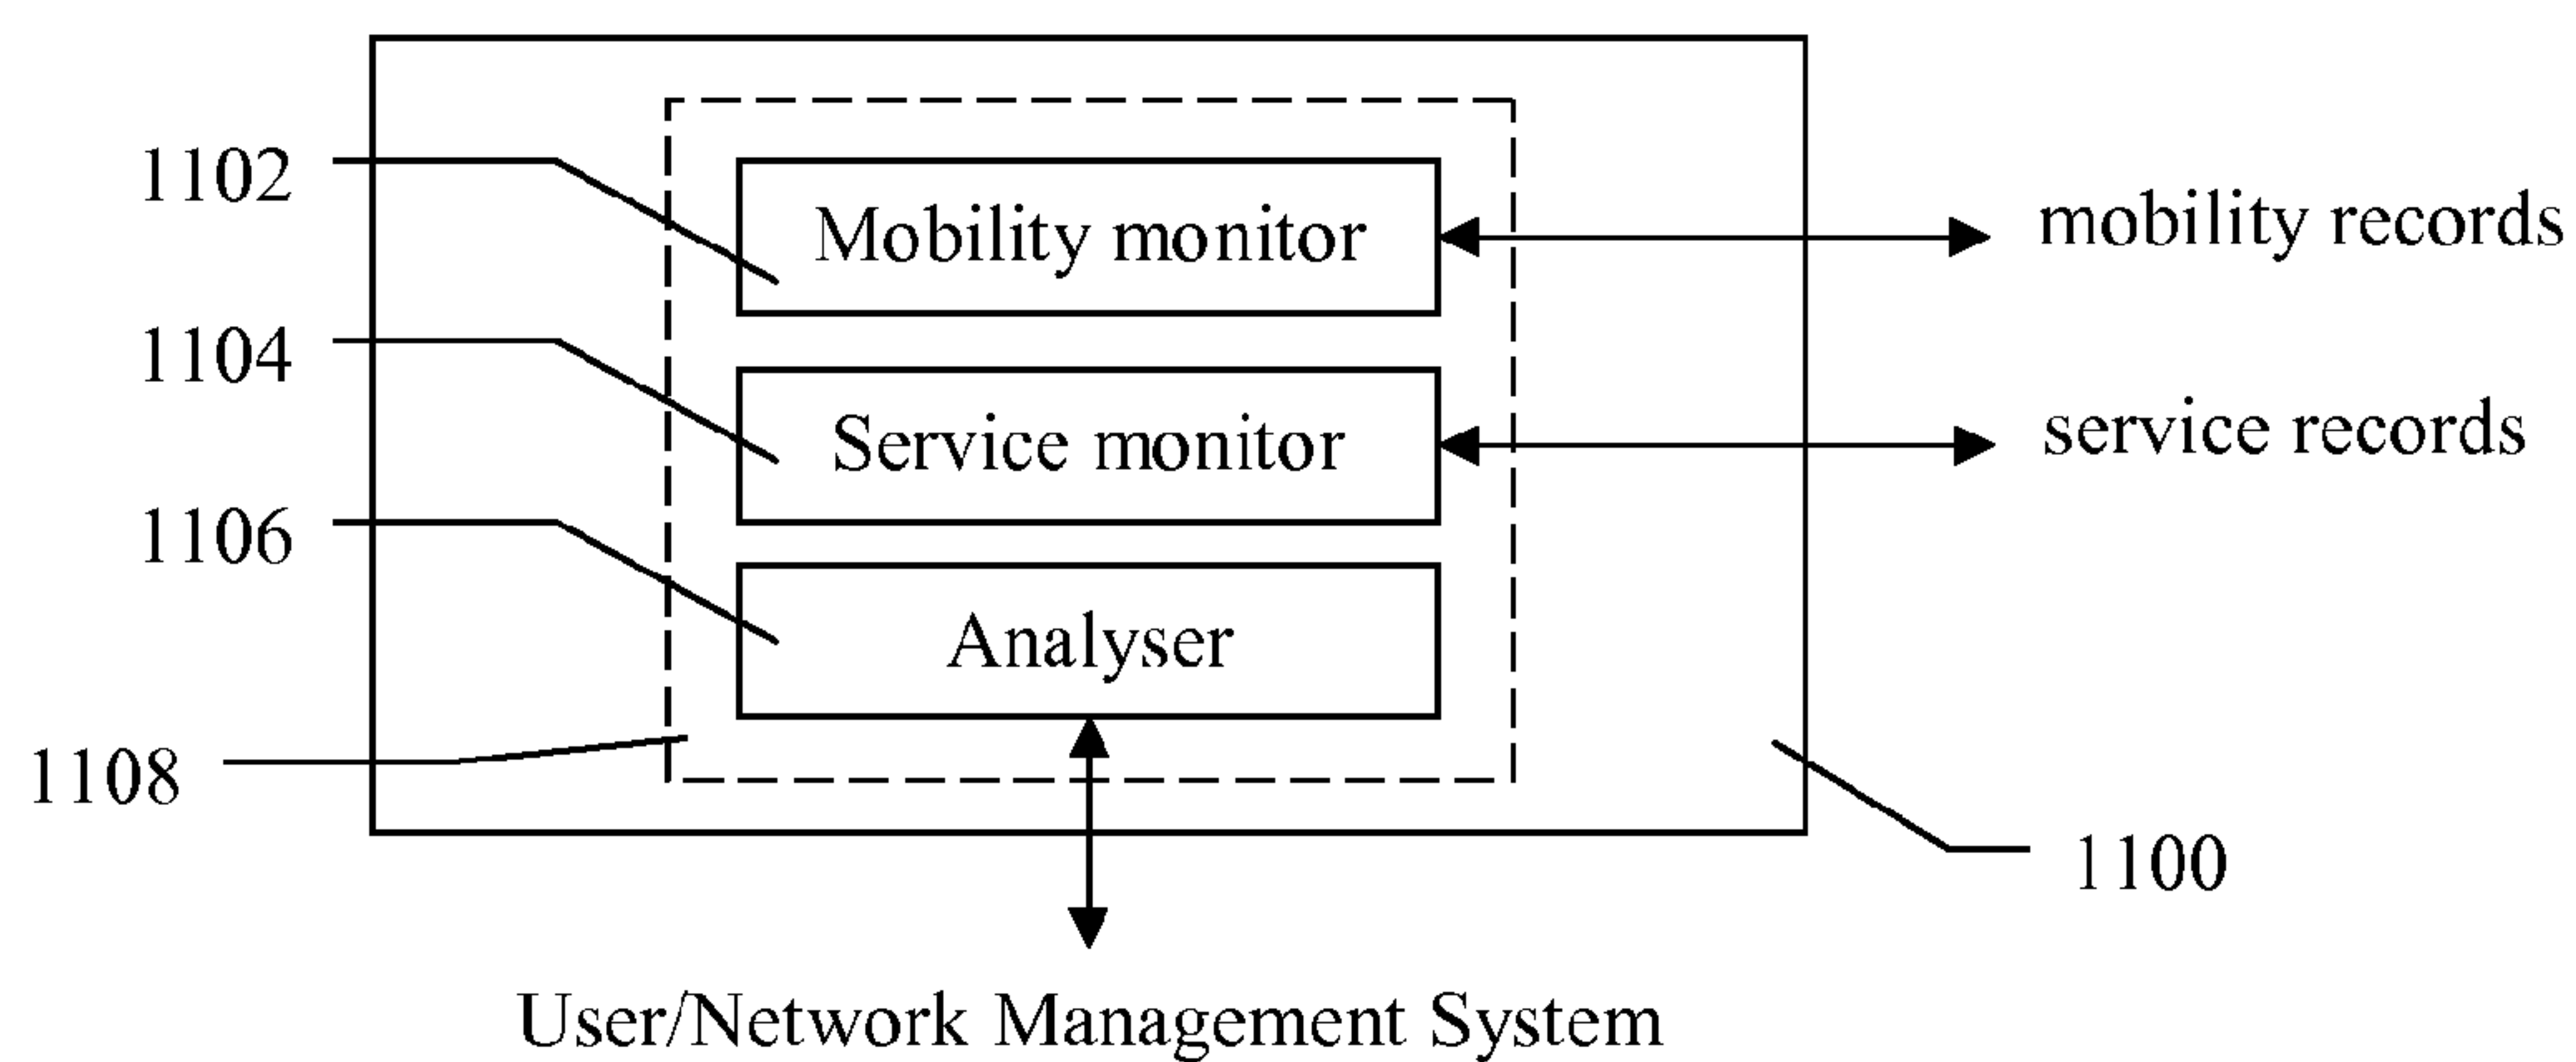 1102
Mobility monitor
mobility records
1104
Service monitor
service records
1106
Analyser
1108
1100
User/Network Management System